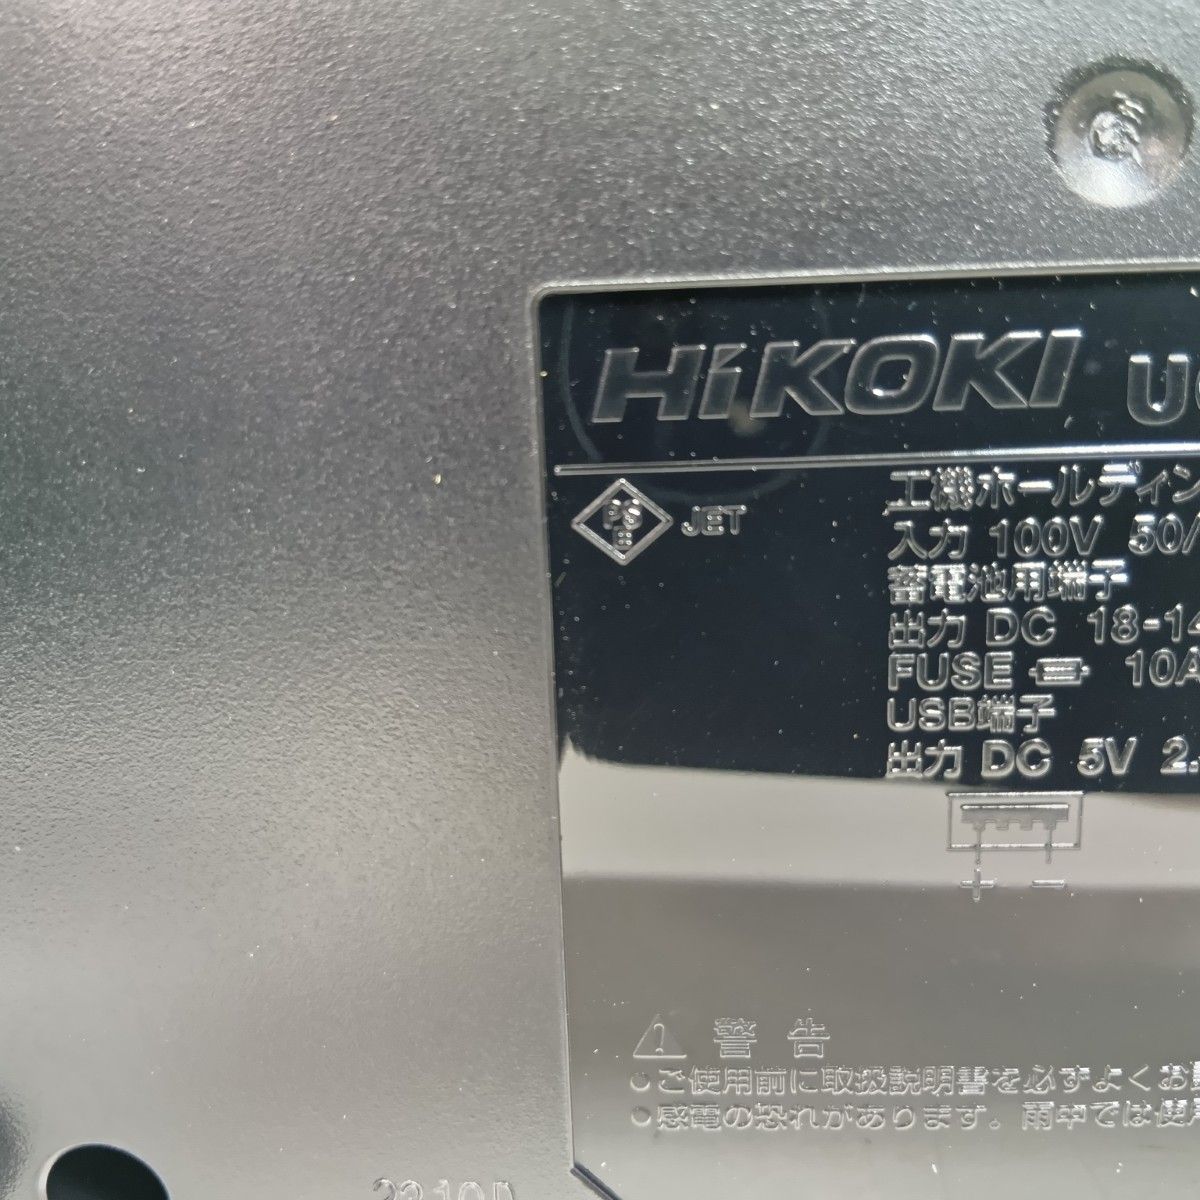 HiKOKI
PS
E
JET
工機ホールディン
入力 100V 50/
蓄電池用端子
出力 DC 18-14
FUSE 10A
USB端子
出力 DC 5V 2.
+ −
警告
●ご使用前に取扱説明書を必ずよくお
●感電の恐れがあります。雨中では使用